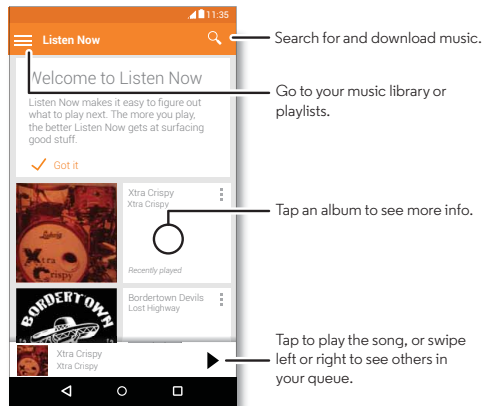 11:35
Listen Now
Search for and download music.
Welcome to Listen Now
Listen Now makes it easy to figure out
what to play next. The more you play,
the better Listen Now gets at surfacing
good stuff.
Got it
Go to your music library or
playlists.
Ludwig
Xtra
Crispy
Xtra Crispy
Xtra Crispy
Recently played
Tap an album to see more info.
BORDERTOWN
Bordertown Devils
Lost Highway
Xtra Crispy
Xtra Crispy
Tap to play the song, or swipe
left or right to see others in
your queue.